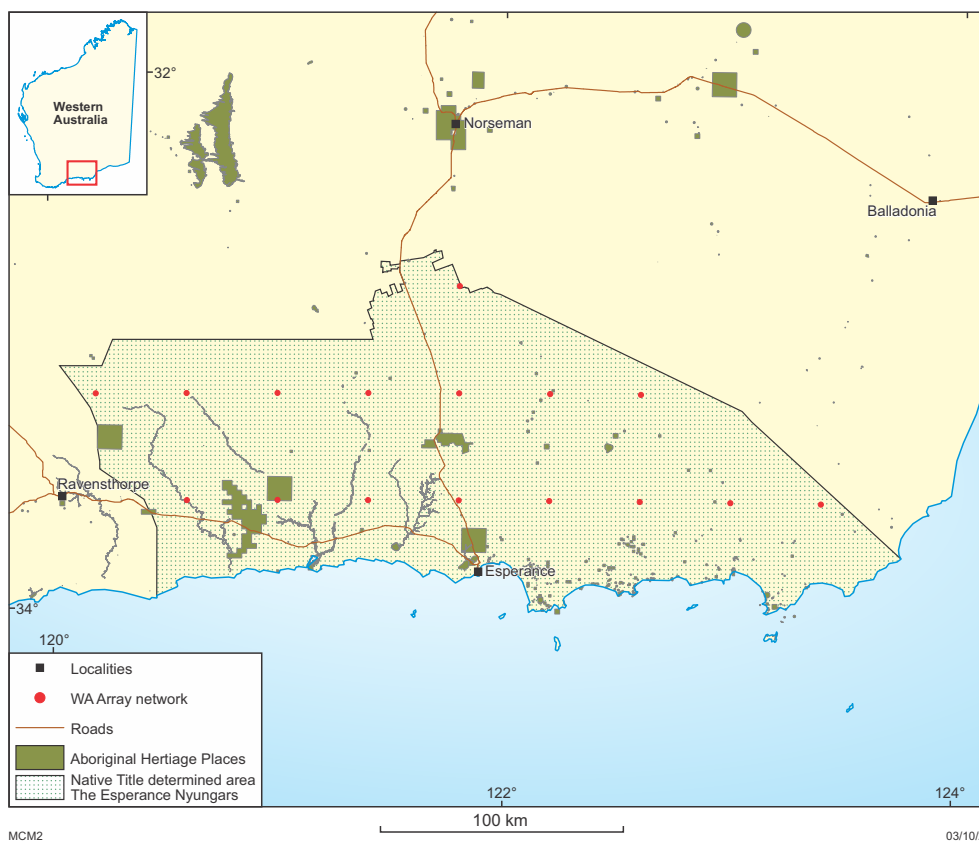 Western
Australia
32°
Norseman
Balladonia
Ravensthorpe
Esperance
34°
120°
Localities
WA Array network
Roads
Aboriginal Hertiage Places
Native Title determined area
The Esperance Nyungars
122°
124°
100 km
MCM2
03/10/